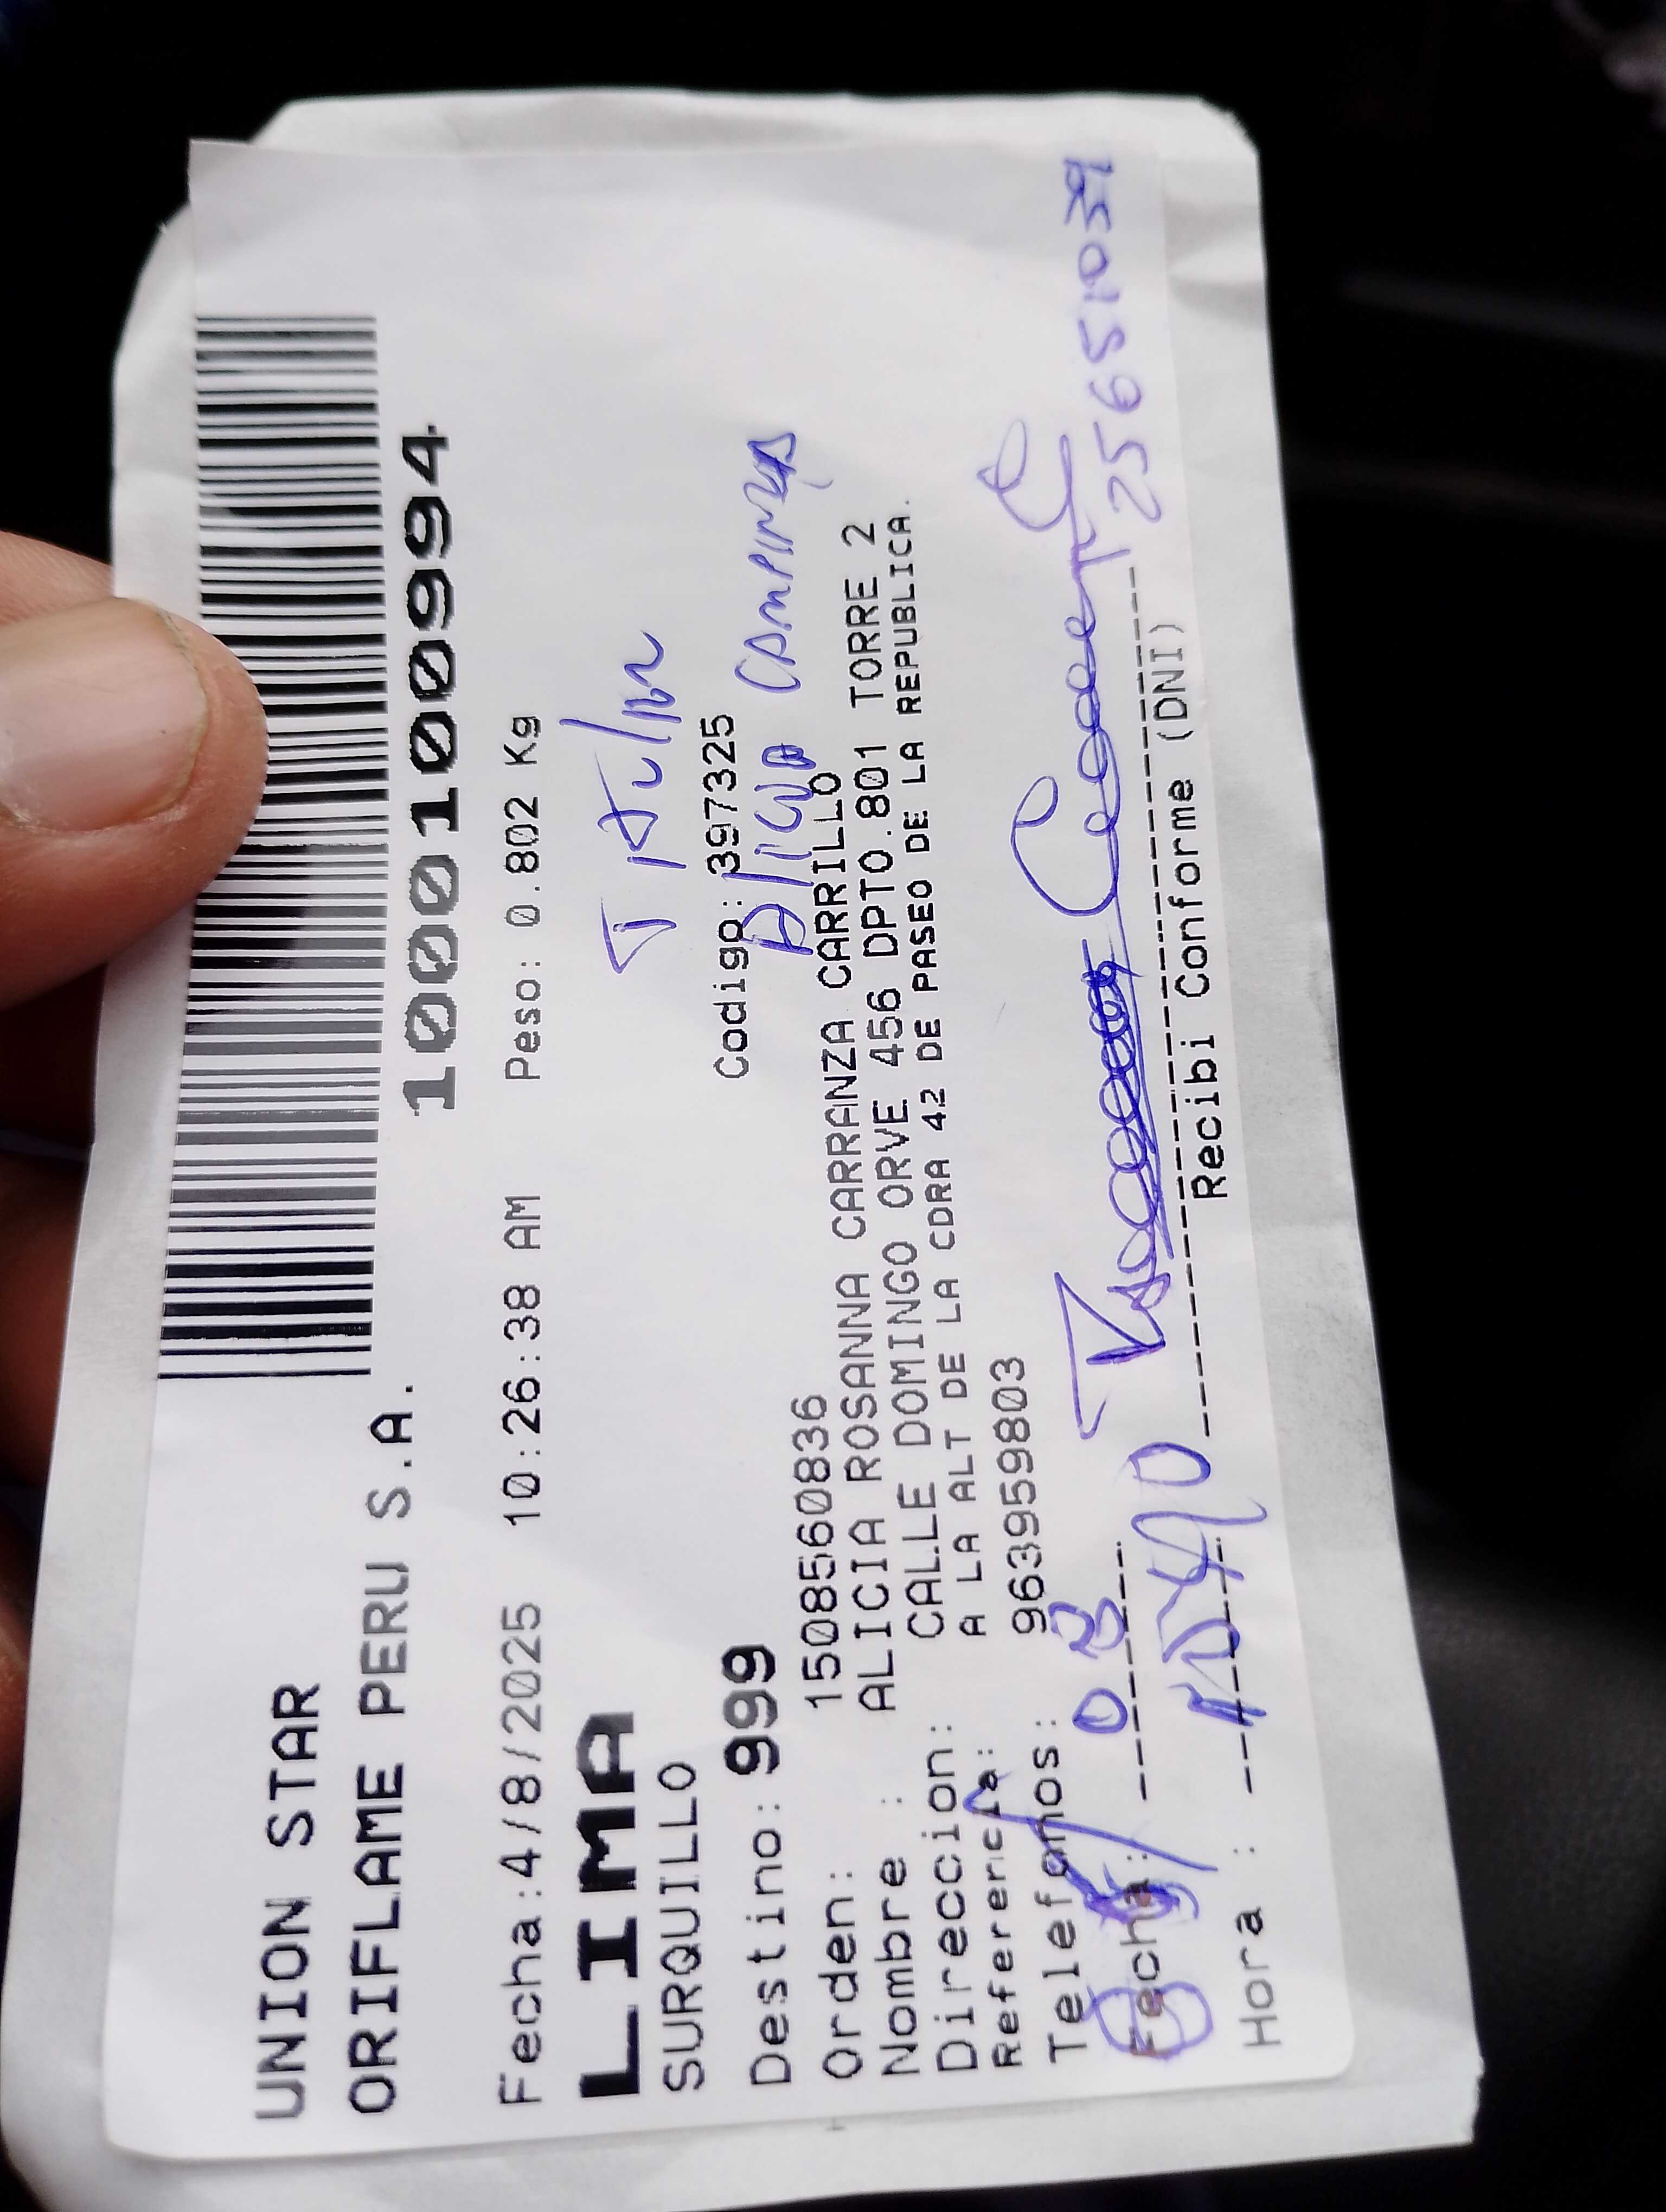 UNION STAR
ORIFLAME PERU S.A.
1000100994
Fecha:4/8/2025 10:26:38 AM Peso: 0.802 Kg
LIMA
SURQUILLO
Destino: 999 Codigo: 397325
Orden: 15085560836
Nombre : ALICIA ROSANNA CARRANZA CARRILLO
Direccion: CALLE DOMINGO ORVE 456 DPTO.801 TORRE 2
Referencia: A LA ALT DE LA CDRA 42 DE PASEO DE LA REPUBLICA.
Telefonos: 963959803
Fecha:
Hora :
Recibi Conforme (DNI)